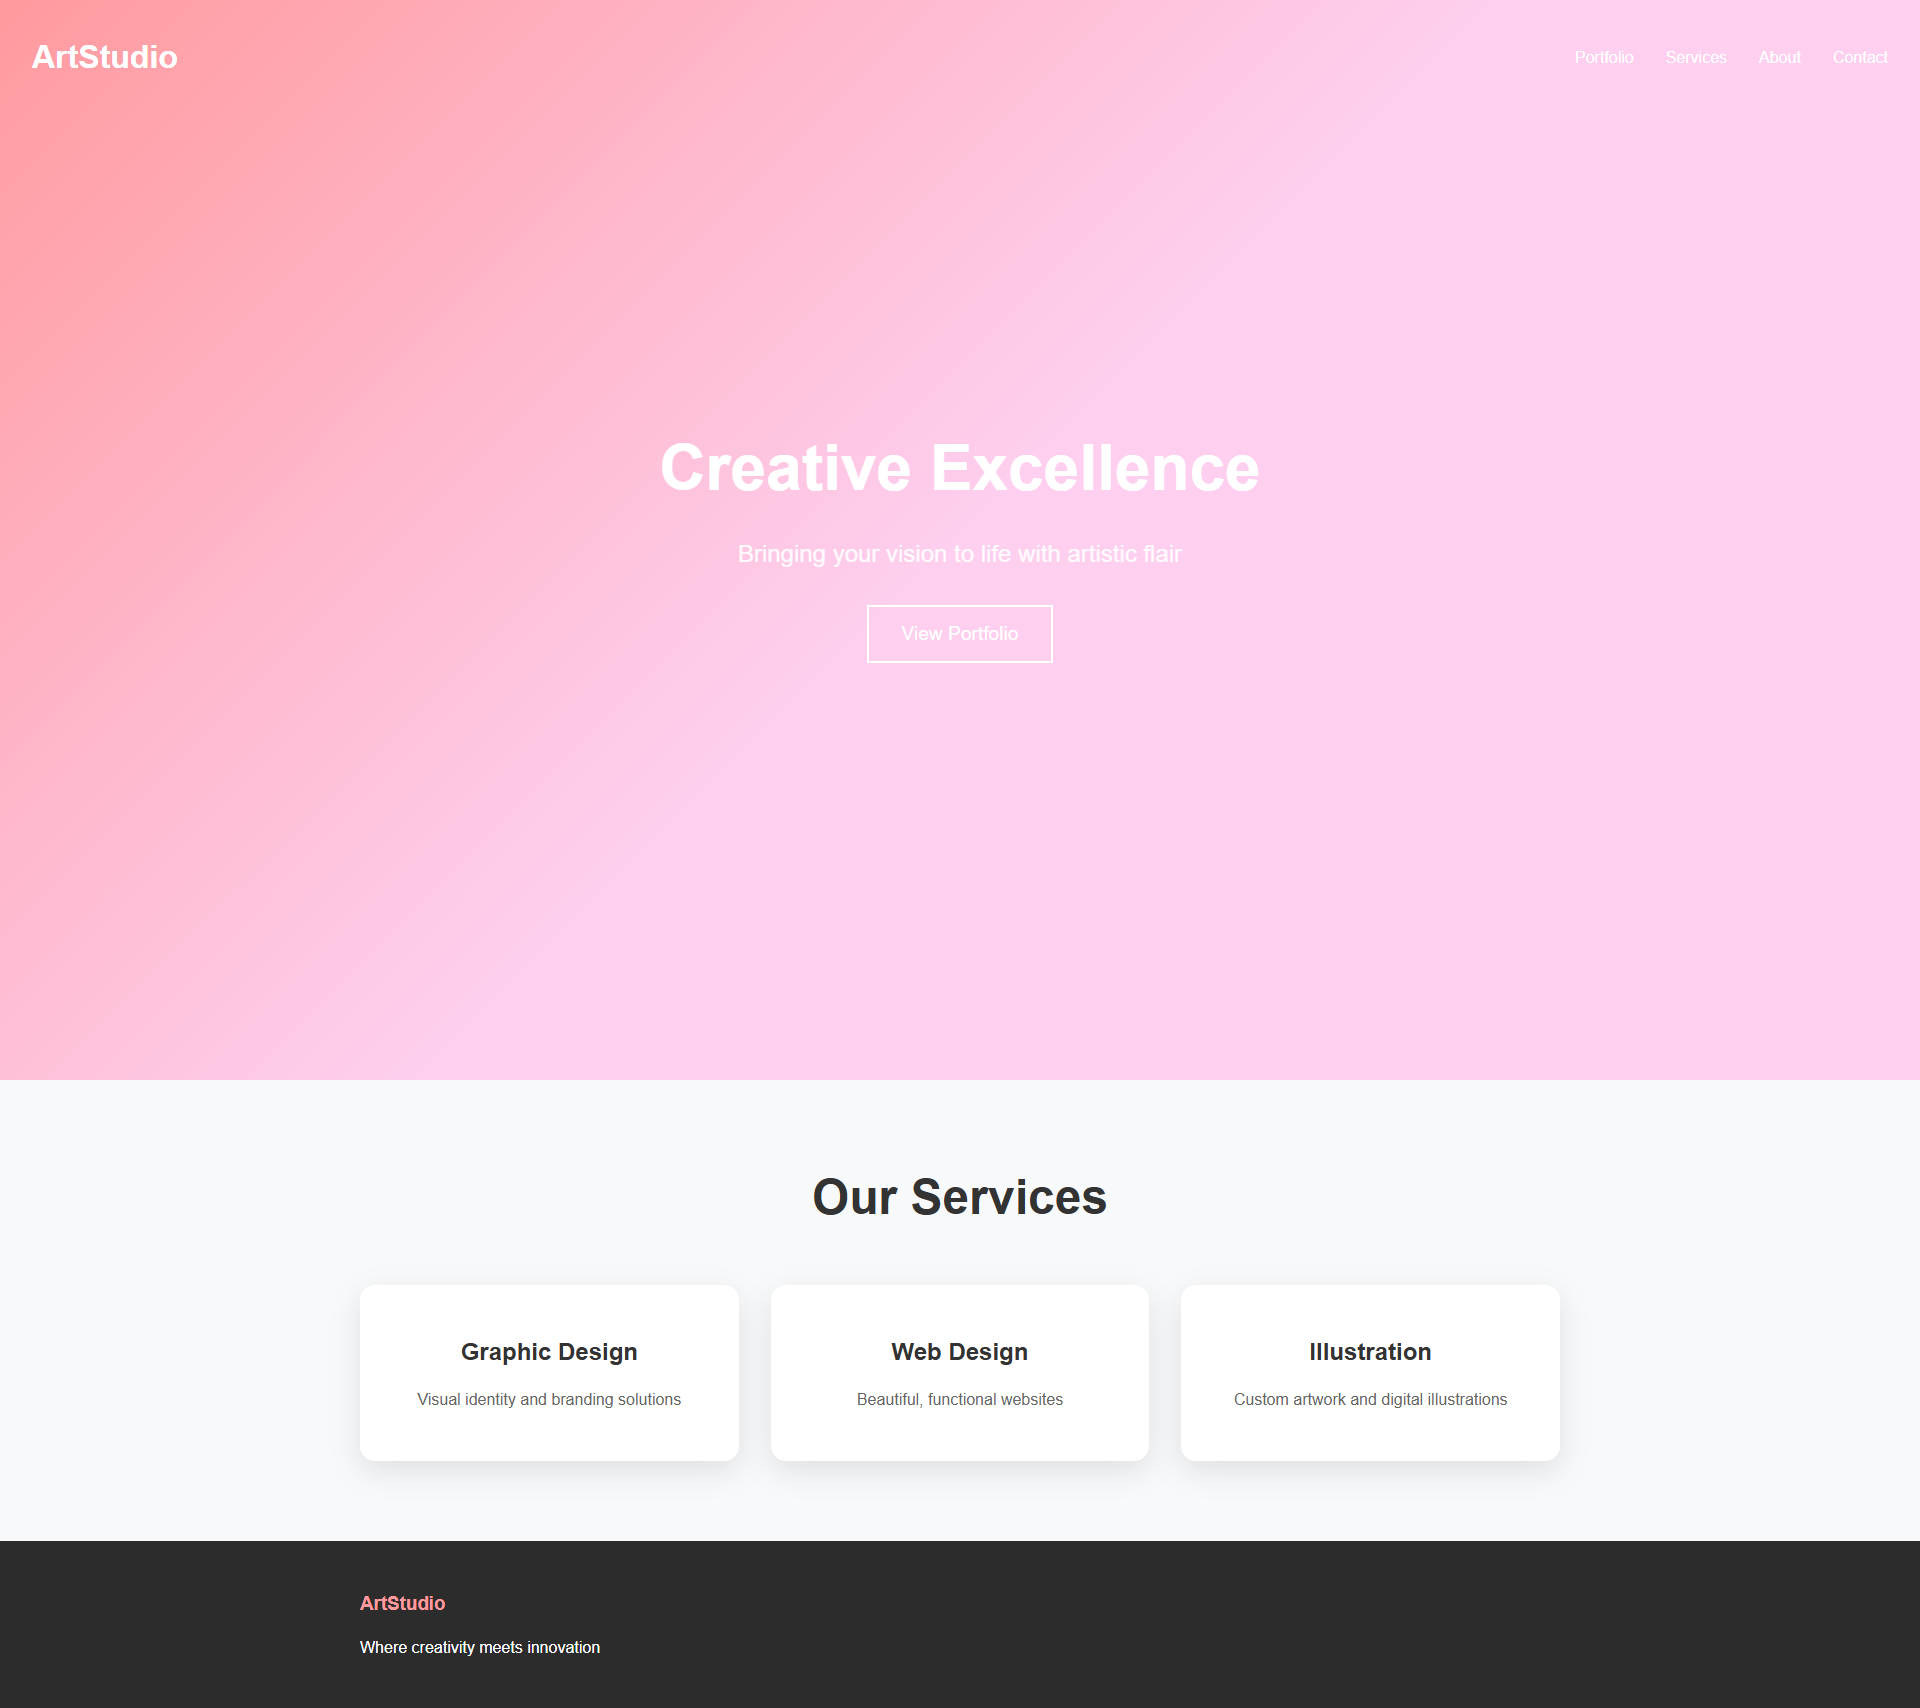 ArtStudio
Portfolio Services About Contact
Creative Excellence
Bringing your vision to life with artistic flair
View Portfolio
Our Services
Graphic Design
Visual identity and branding solutions
Web Design
Beautiful, functional websites
Illustration
Custom artwork and digital illustrations
ArtStudio
Where creativity meets innovation